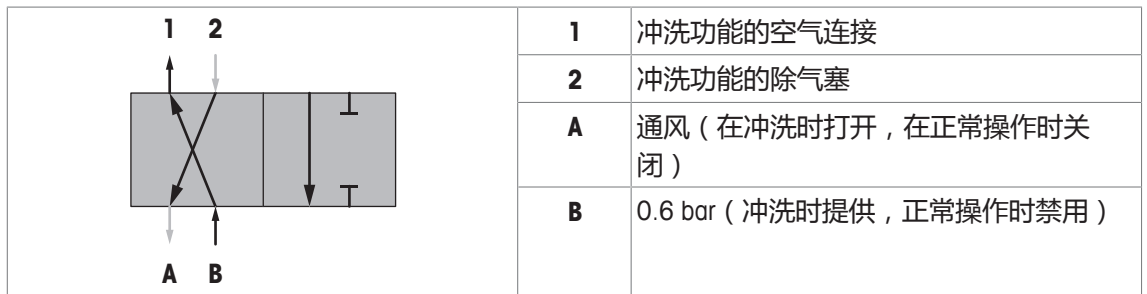 1 2
A B
1 冲洗功能的空气连接
2 冲洗功能的除气塞
A 通风（在冲洗时打开，在正常操作时关
闭）
B 0.6 bar（冲洗时提供，正常操作时禁用）